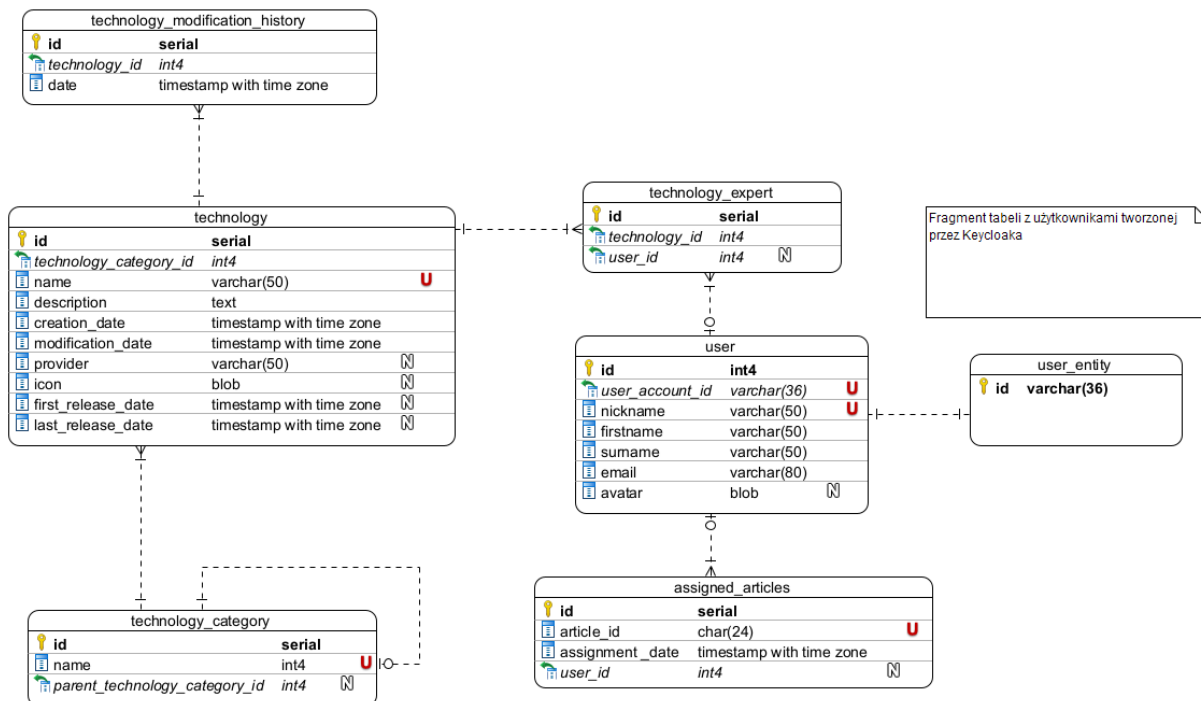 technology_modification_history
id serial
technology_id int4
date timestamp with time zone
technology
id serial
technology_category_id int4
name varchar(50) U
description text
creation_date timestamp with time zone
modification_date timestamp with time zone
provider varchar(50) N
icon blob N
first_release_date timestamp with time zone N
last_release_date timestamp with time zone N
technology_expert
id serial
technology_id int4
user_id int4 N
Fragment tabeli z użytkownikami tworzonej
przez Keycloaka
user
id int4
user_account_id varchar(36) U
nickname varchar(50) U
firstname varchar(50)
surname varchar(50)
email varchar(80)
avatar blob N
user_entity
id varchar(36)
technology_category
id serial
name int4 U
parent_technology_category_id int4 N
assigned_articles
id serial
article_id char(24) U
assignment_date timestamp with time zone
user_id int4 N